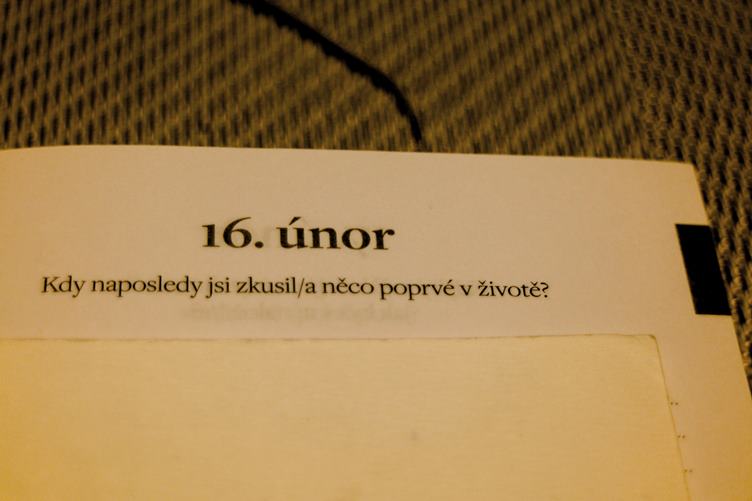 16. únor
Kdy naposledy jsi zkusil/a něco poprvé v životě?